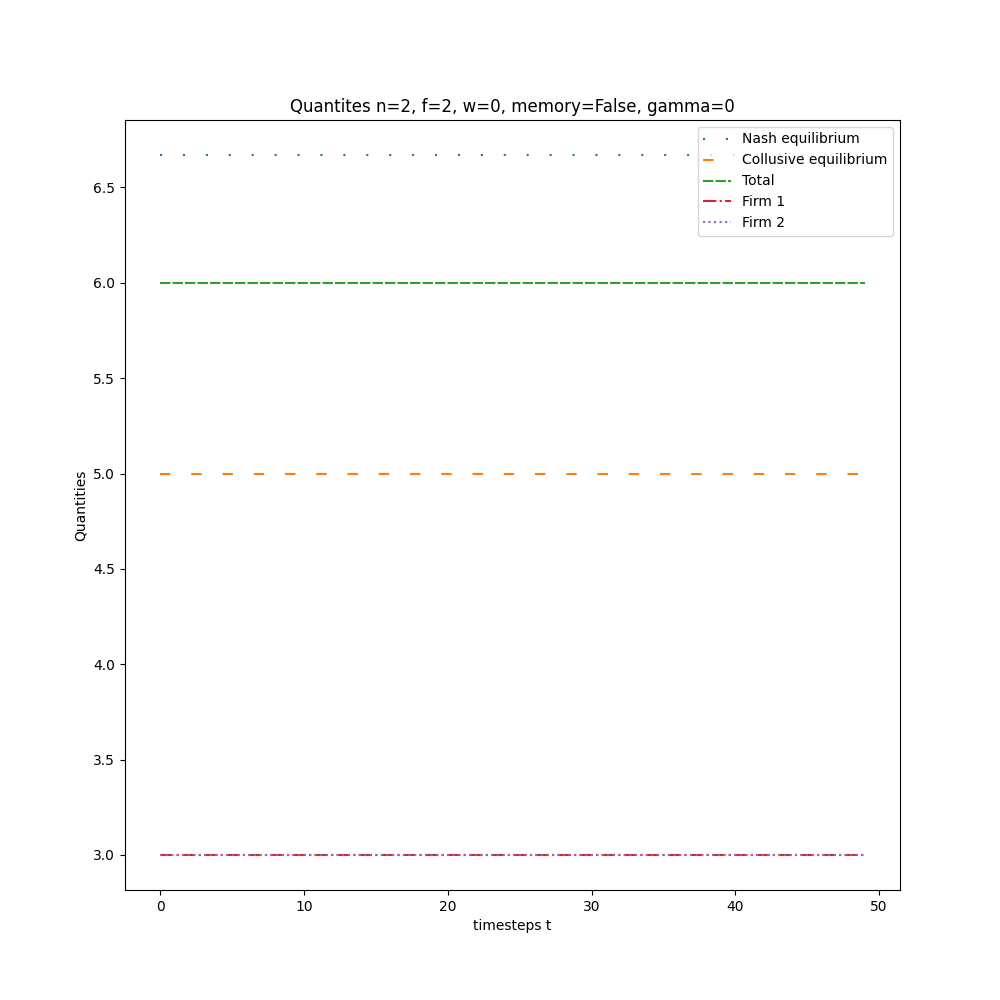 Quantites n=2, f=2, w=0, memory=False, gamma=0
Nash equilibrium
Collusive equilibrium
Total
Firm 1
Firm 2
Quantities
6.5
6.0
5.5
5.0
4.5
4.0
3.5
3.0
0 10 20 30 40 50
timesteps t